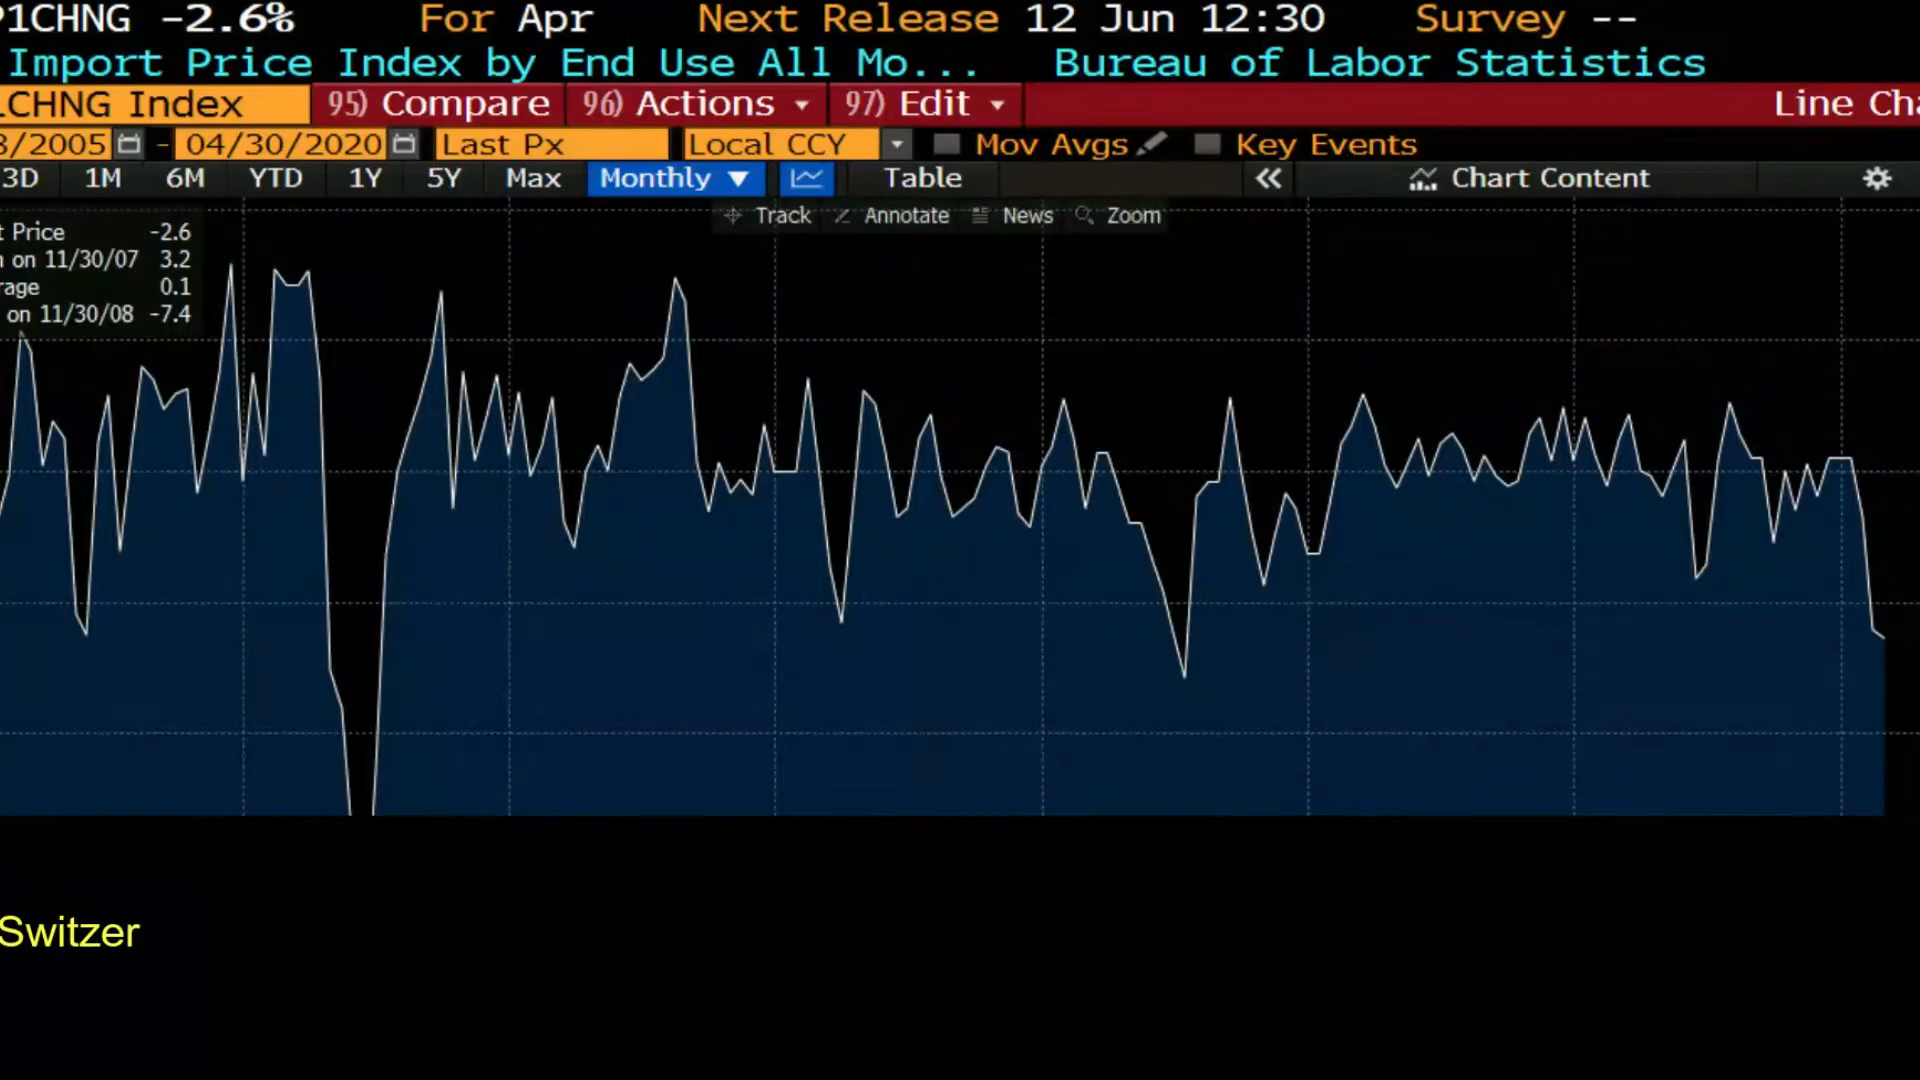 P1CHNG -2.6% For Apr Next Release 12 Jun 12:30 Survey --
Import Price Index by End Use All Mo... Bureau of Labor Statistics
LCHNG Index 95) Compare 96) Actions 97) Edit Line Cha
3/2005 - 04/30/2020 Last Px Local CCY Mov Avgs Key Events
3D 1M 6M YTD 1Y 5Y Max Monthly Table Chart Content
Track Annotate News Zoom
t Price -2.6
n on 11/30/07 3.2
rage 0.1
on 11/30/08 -7.4
Switzer